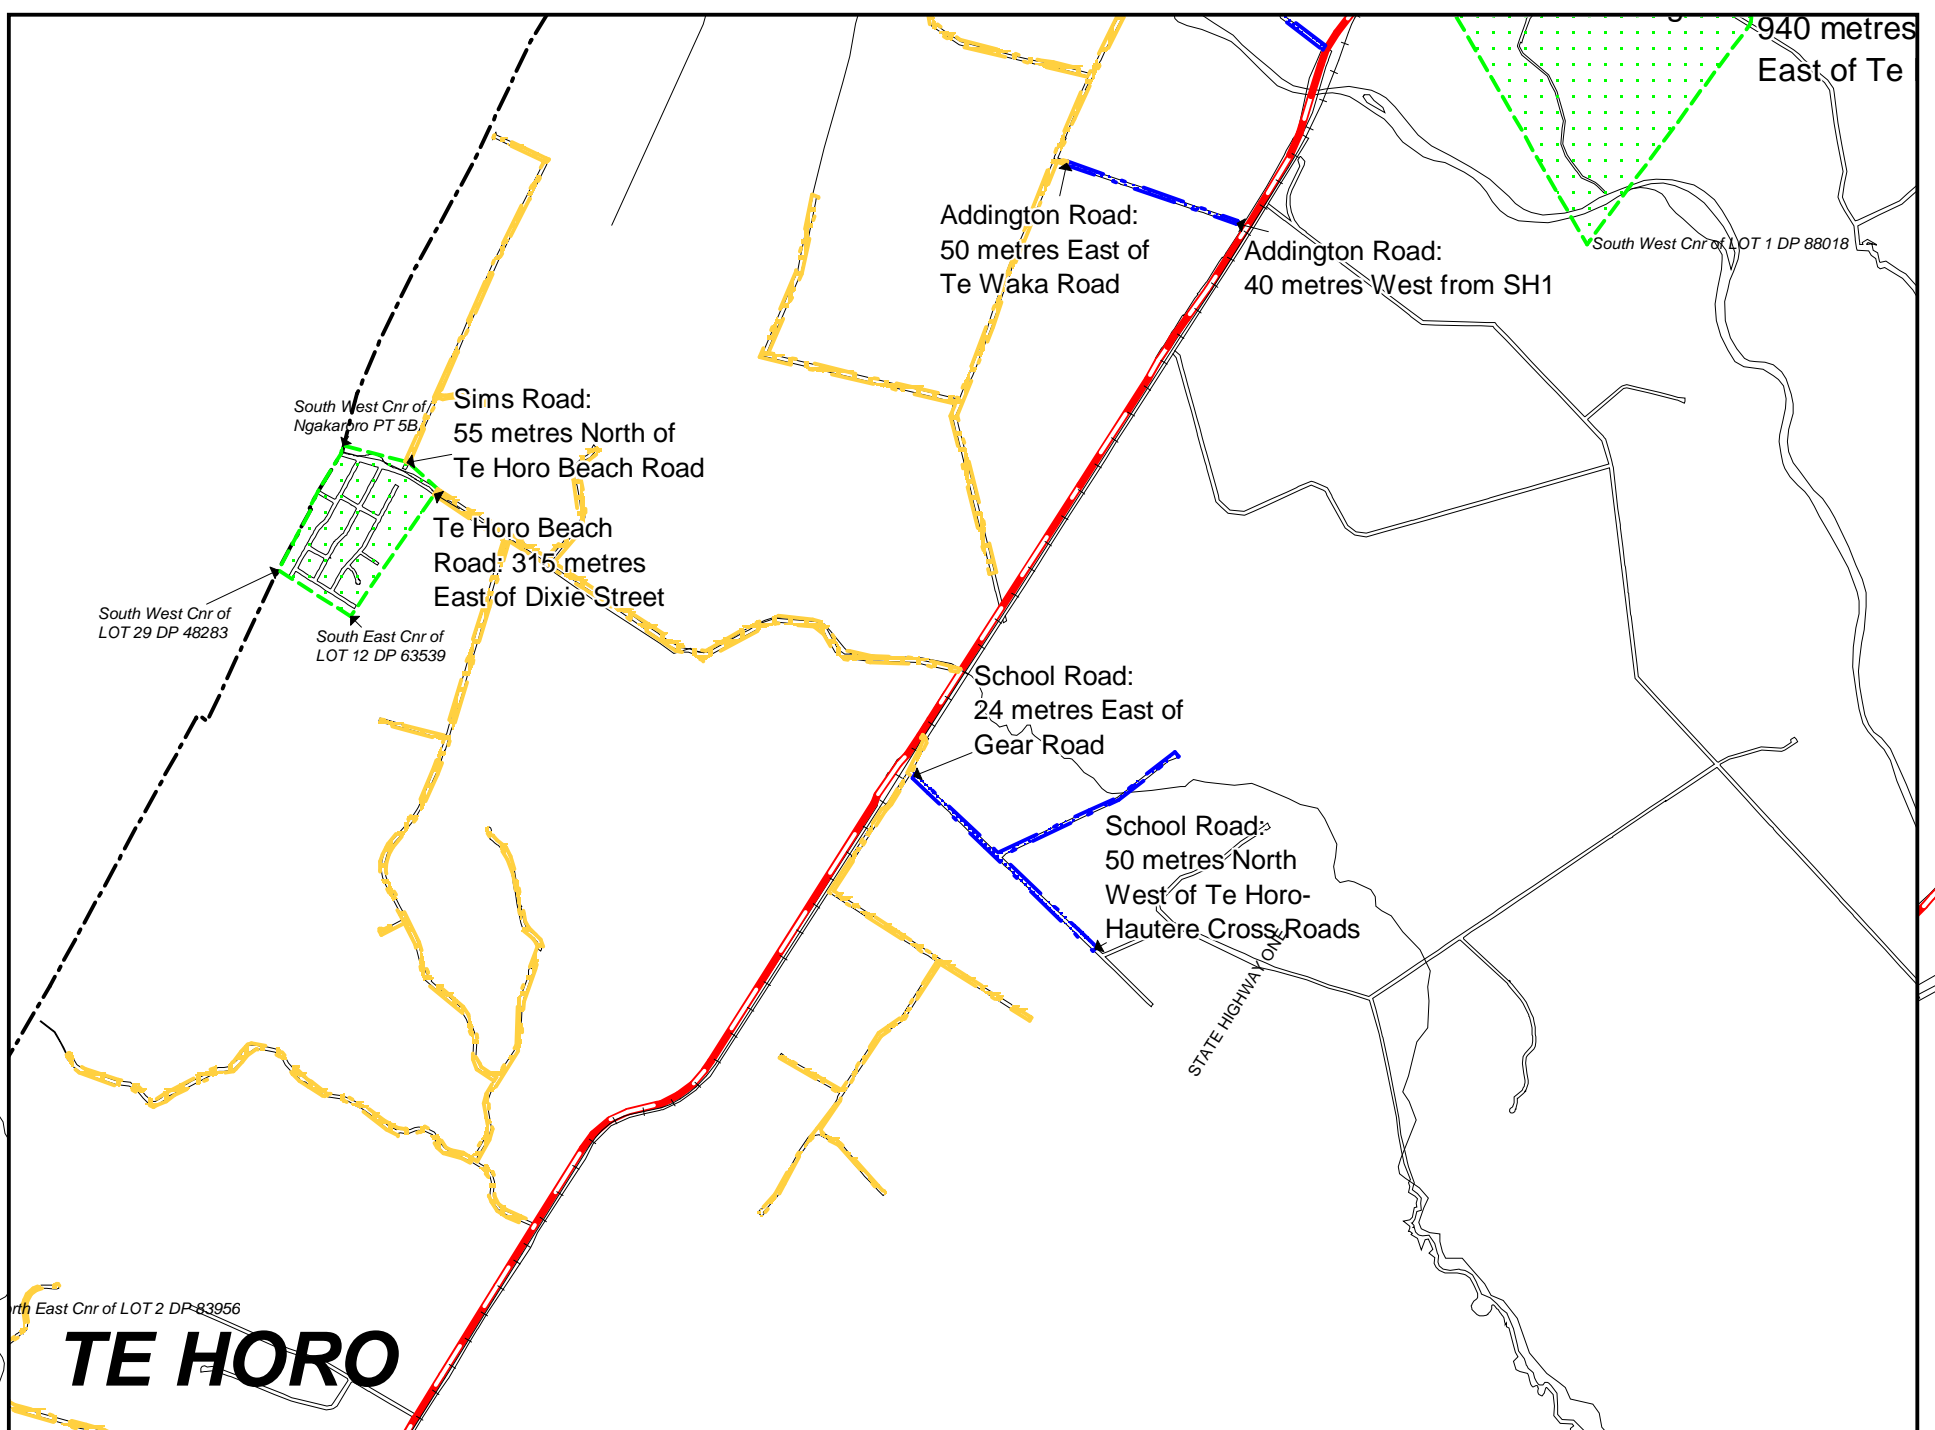 940 metres
East of Te
Addington Road:
50 metres East of
Te Waka Road
Addington Road:
40 metres West from SH1
South West Cnr of LOT 1 DP 88018
South West Cnr of
Ngakaroro PT 5B
Sims Road:
55 metres North of
Te Horo Beach Road
Te Horo Beach
Road: 315 metres
East of Dixie Street
South West Cnr of
LOT 29 DP 48283
South East Cnr of
LOT 12 DP 63539
School Road:
24 metres East of
Gear Road
School Road:
50 metres North
West of Te Horo-
Hautere Cross Roads
STATE HIGHWAY ONE
rth East Cnr of LOT 2 DP 83956
TE HORO